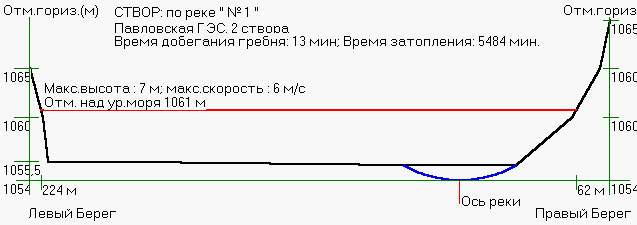 Отм.гориз.(м) СТВОР: по реке " №1 " Отм.гориз.
Павловская ГЭС. 2 створа
Время добегания гребня: 13 мин; Время затопления: 5484 мин.
1065 1065
Макс.высота : 7 м; макс.скорость : 6 м/с
Отм. над ур.моря 1061 м
1060 1060
1055,5 1055
1054 224 м 62 м 1054
Ось реки
Левый Берег Правый Берег